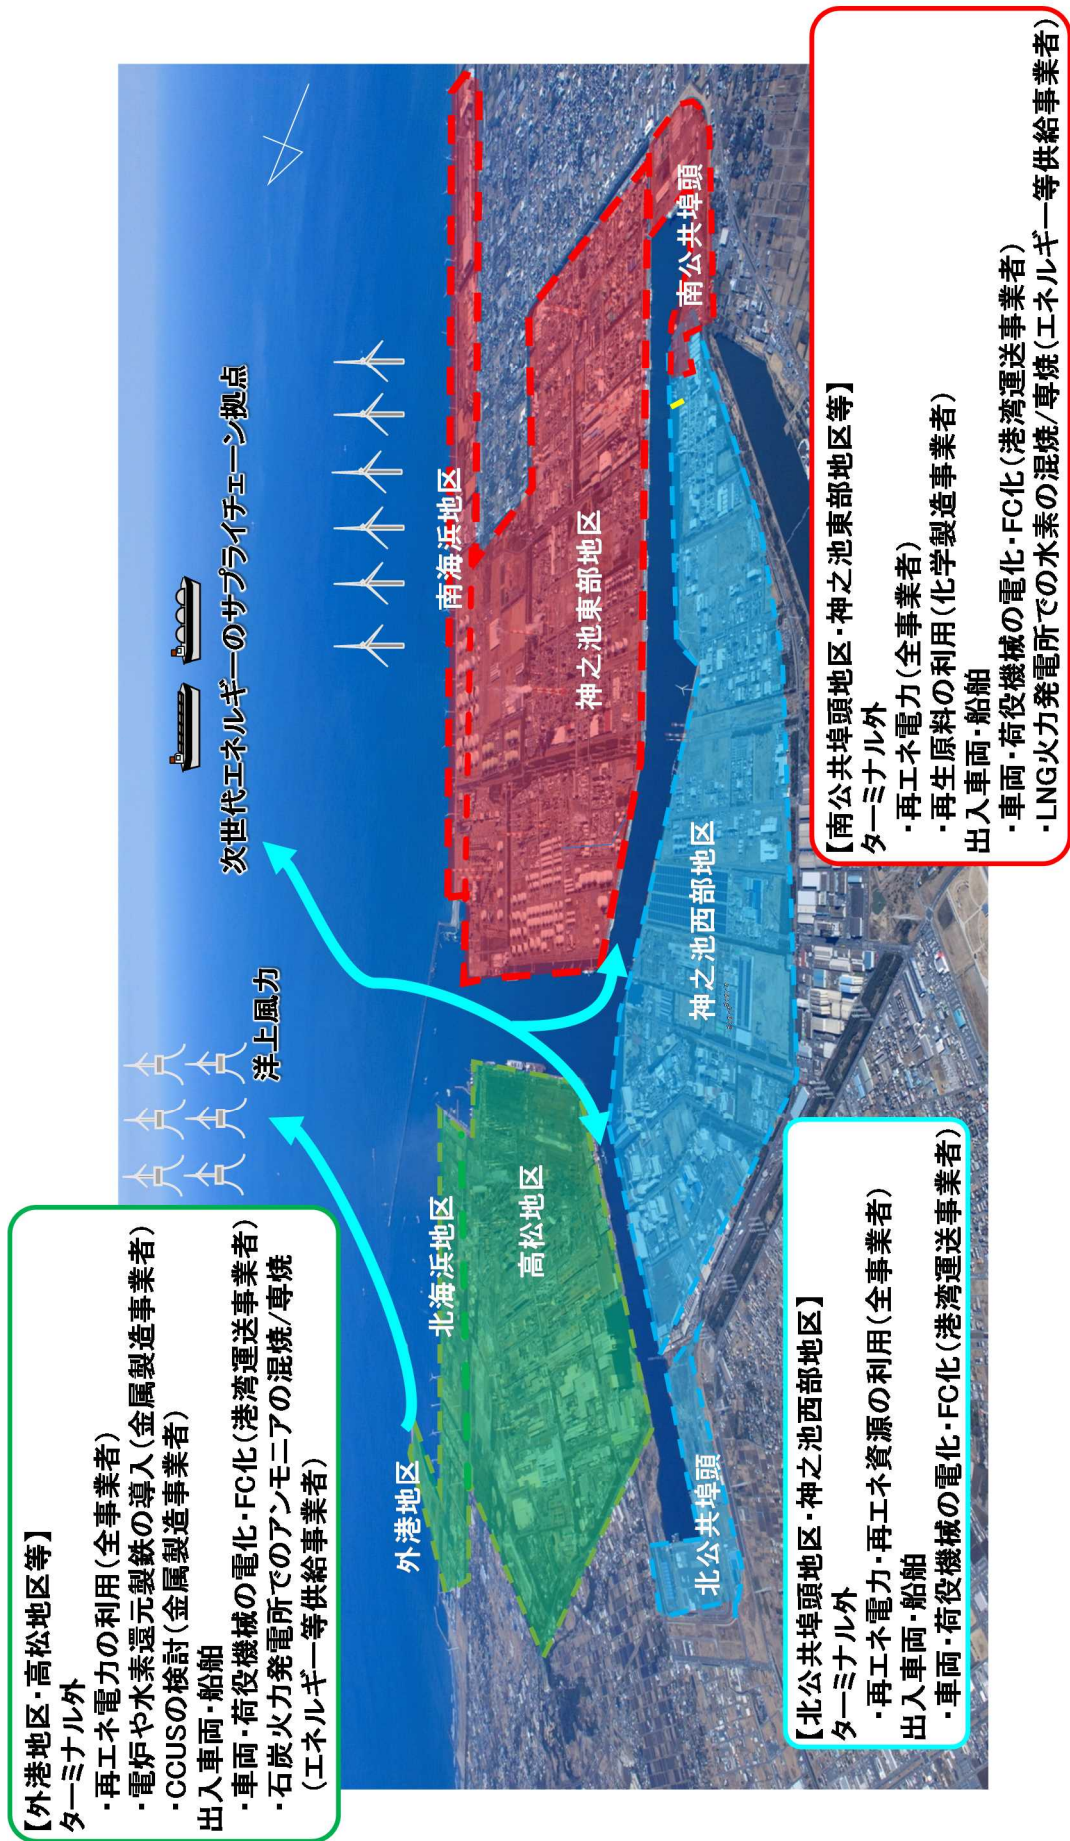 【外港地区・高松地区等】
ターミナル外
・再エネ電力の利用（全事業者）
・電炉や水素還元製鉄の導入（金属製造事業者）
・CCUSの検討（金属製造事業者）
出入車両・船舶
・車両・荷役機械の電化・FC化（港湾運送事業者）
・石炭火力発電所でのアンモニアの混焼/専焼
（エネルギー等供給事業者）
洋上風力
次世代エネルギーのサプライチェーン拠点
外港地区
北海浜地区
南海浜地区
高松地区
神之池東部地区
北公共埠頭
神之池西部地区
南公共埠頭
【北公共埠頭地区・神之池西部地区】
ターミナル外
・再エネ電力・再エネ資源の利用（全事業者）
出入車両・船舶
・車両・荷役機械の電化・FC化（港湾運送事業者）
【南公共埠頭地区・神之池東部地区等】
ターミナル外
・再エネ電力（全事業者）
・再生原料の利用（化学製造事業者）
出入車両・船舶
・車両・荷役機械の電化・FC化（港湾運送事業者）
・LNG火力発電所での水素の混焼/専焼（エネルギー等供給事業者）